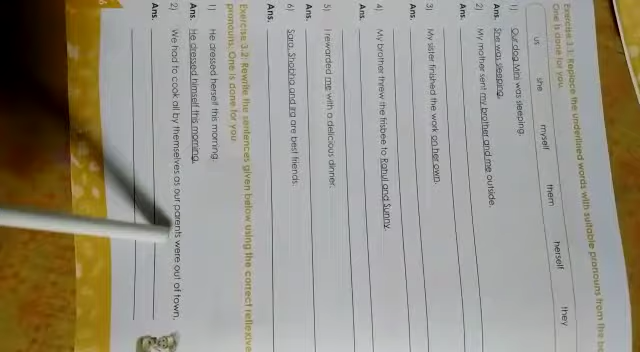 Exercise 3.1: Replace the underlined words with suitable pronouns from the
One is done for you.
us she myself them herself they
1) Our dog Mini was sleeping.
Ans. She was sleeping.
2) My mother sent my brother and me outside.
Ans.
3) My sister finished the work on her own.
Ans.
4) My brother threw the frisbee to Rahul and Sunny.
Ans.
5) I rewarded me with a delicious dinner.
Ans.
6) Sara, Shobha and Ira are best friends.
Ans.
Exercise 3.2: Rewrite the sentences given below using the correct reflexive
pronouns. One is done for you.
1) He dressed herself this morning.
Ans. He dressed himself this morning.
2) We had to cook all by themselves as our parents were out of town.
Ans.